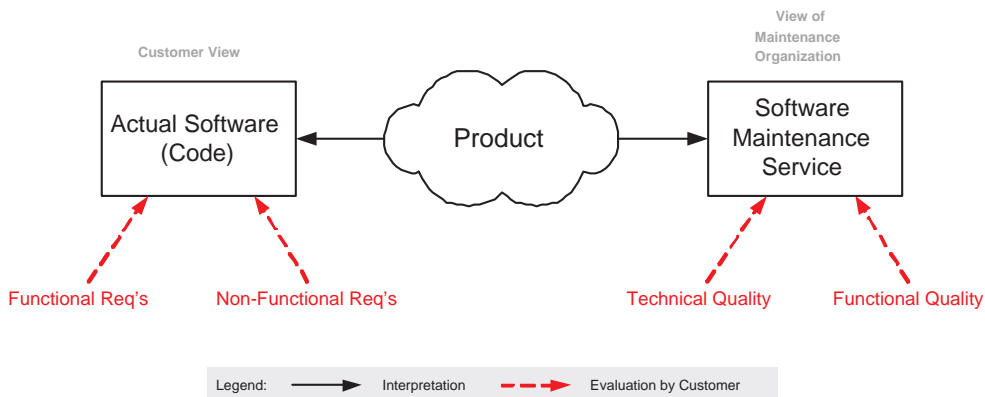 Customer View
View of
Maintenance
Organization
Actual Software
(Code)
Product
Software
Maintenance
Service
Functional Req’s
Non-Functional Req’s
Technical Quality
Functional Quality
Legend:
Interpretation
Evaluation by Customer